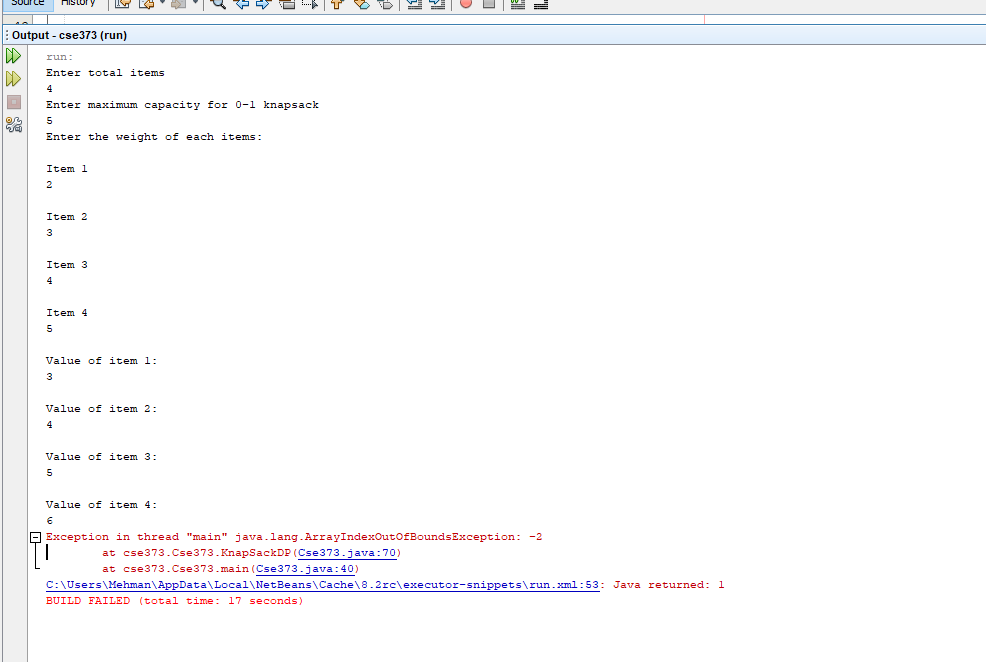 Source History
Output - cse373 (run)
run:
Enter total items
4
Enter maximum capacity for 0-1 knapsack
5
Enter the weight of each items:
Item 1
2
Item 2
3
Item 3
4
Item 4
5
Value of item 1:
3
Value of item 2:
4
Value of item 3:
5
Value of item 4:
6
Exception in thread "main" java.lang.ArrayIndexOutOfBoundsException: -2
at cse373.Cse373.KnapSackDP(Cse373.java:70)
at cse373.Cse373.main(Cse373.java:40)
C:\Users\Mehman\AppData\Local\NetBeans\Cache\8.2rc\executor-snippets\run.xml:53: Java returned: 1
BUILD FAILED (total time: 17 seconds)